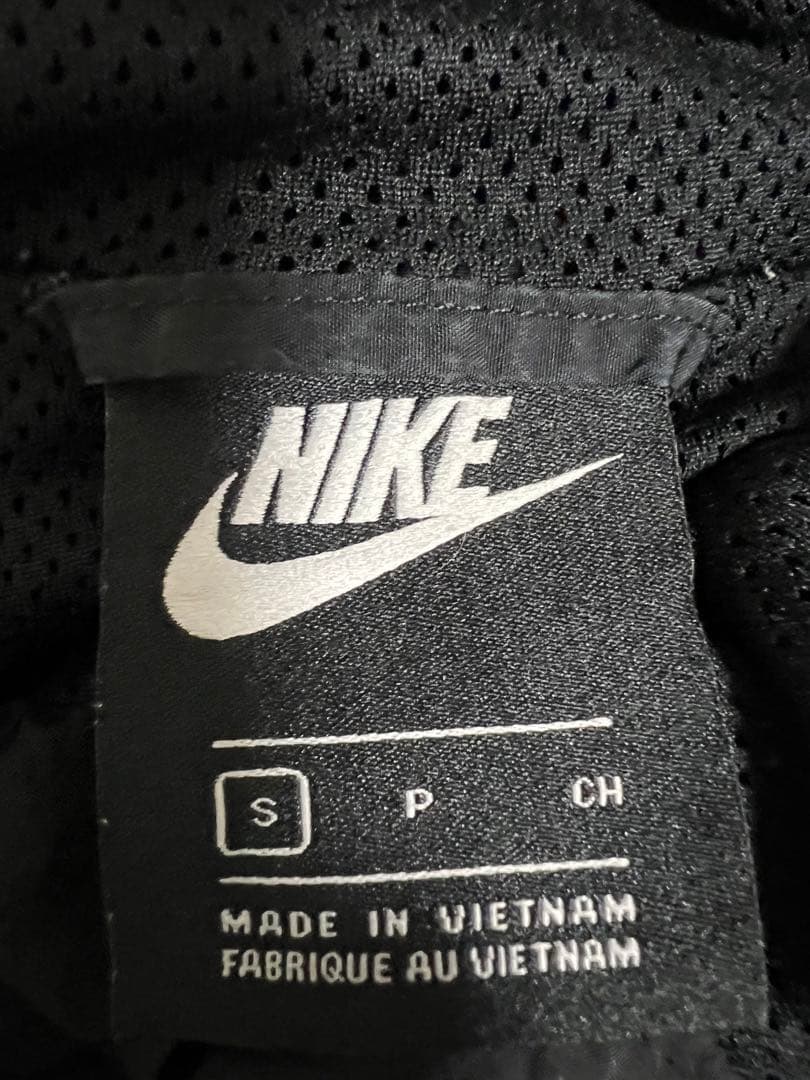 NIKE
S P CH
MADE IN VIETNAM
FABRIQUE AU VIETNAM